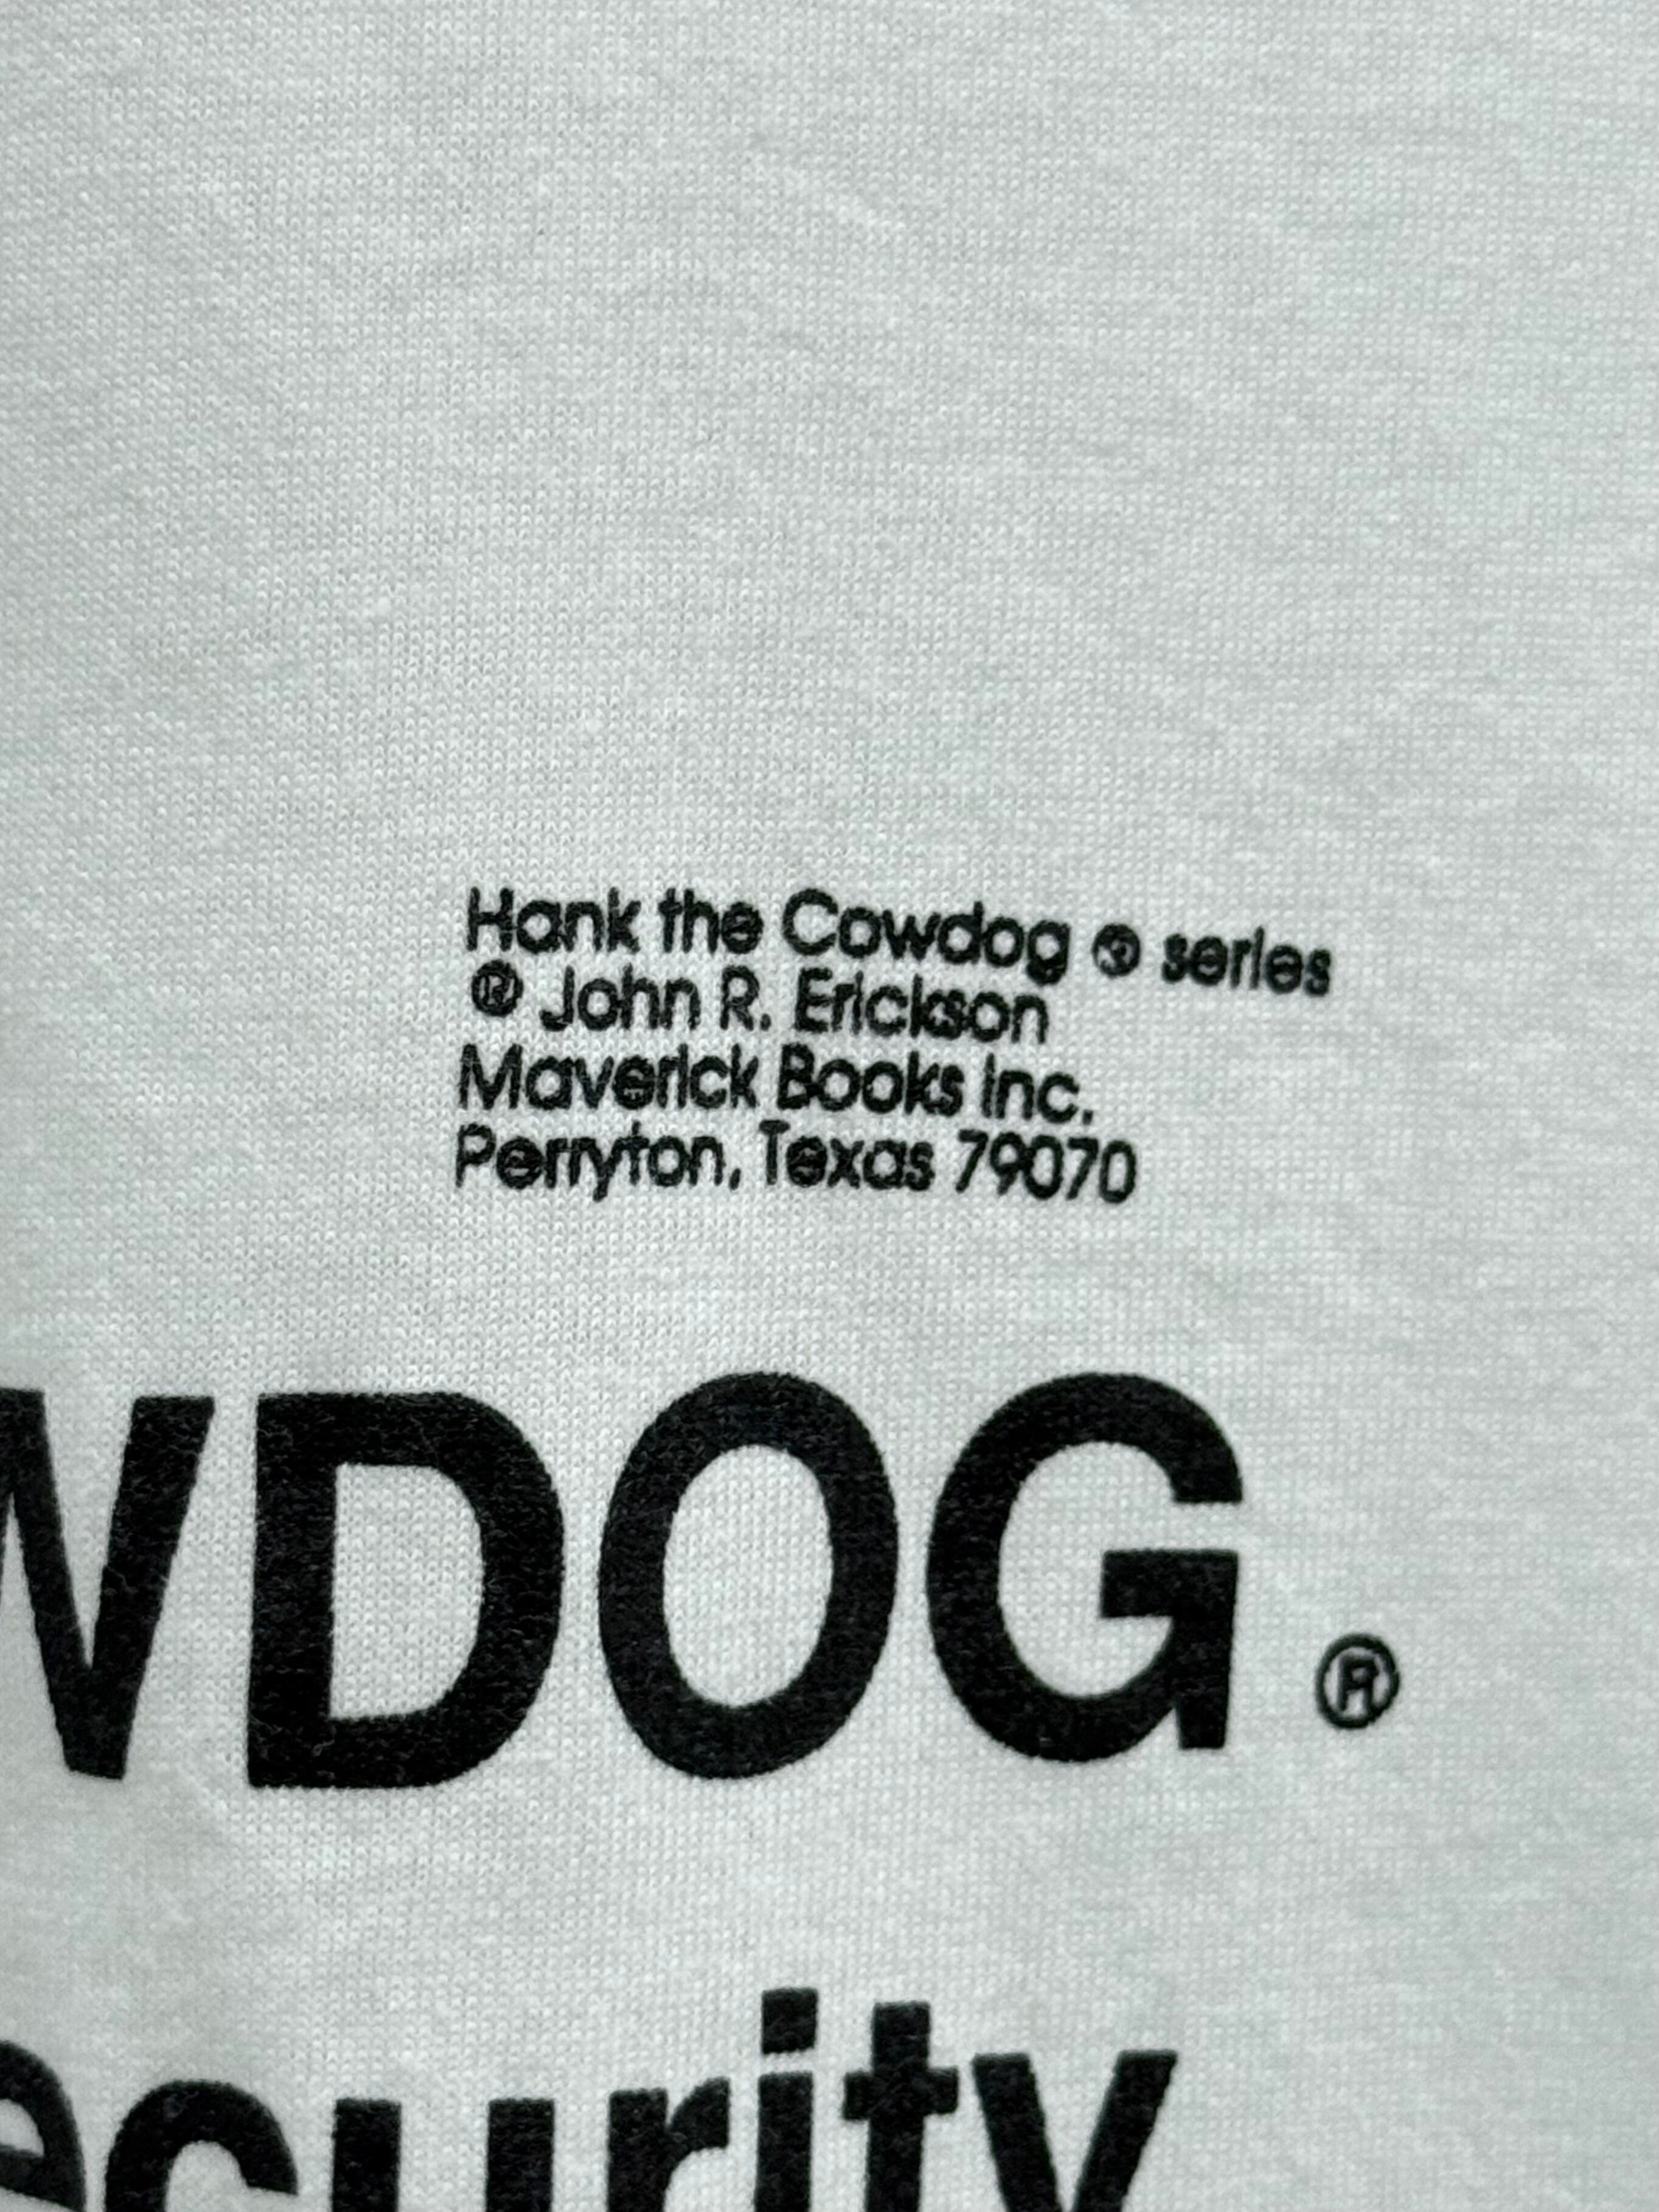 Hank the Cowdog ® series
® John R. Erickson
Maverick Books Inc.
Perryton, Texas 79070
WDOG. ®
ecurity